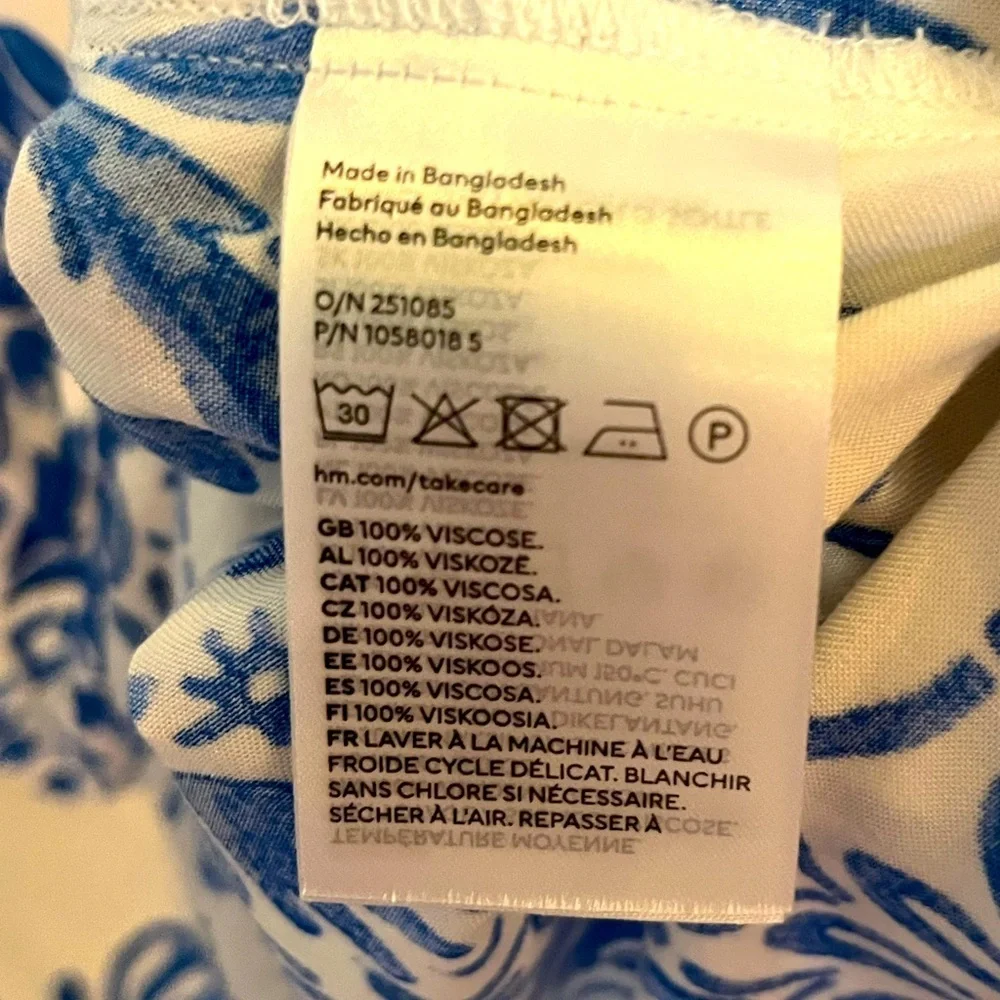 Made in Bangladesh
Fabriqué au Bangladesh
Hecho en Bangladesh
O/N 251085
P/N 1058018 5
30
P
hm.com/takecare
GB 100% VISCOSE.
AL 100% VISKOZË.
CAT 100% VISCOSA.
CZ 100% VISKÓZA.
DE 100% VISKOSE.
EE 100% VISKOOS.
ES 100% VISCOSA.
FI 100% VISKOOSIA.
FR LAVER À LA MACHINE À L'EAU
FROIDE CYCLE DÉLICAT. BLANCHIR
SANS CHLORE SI NÉCESSAIRE.
SÉCHER À L'AIR. REPASSER À
TEMPÉRATURE MOYENNE